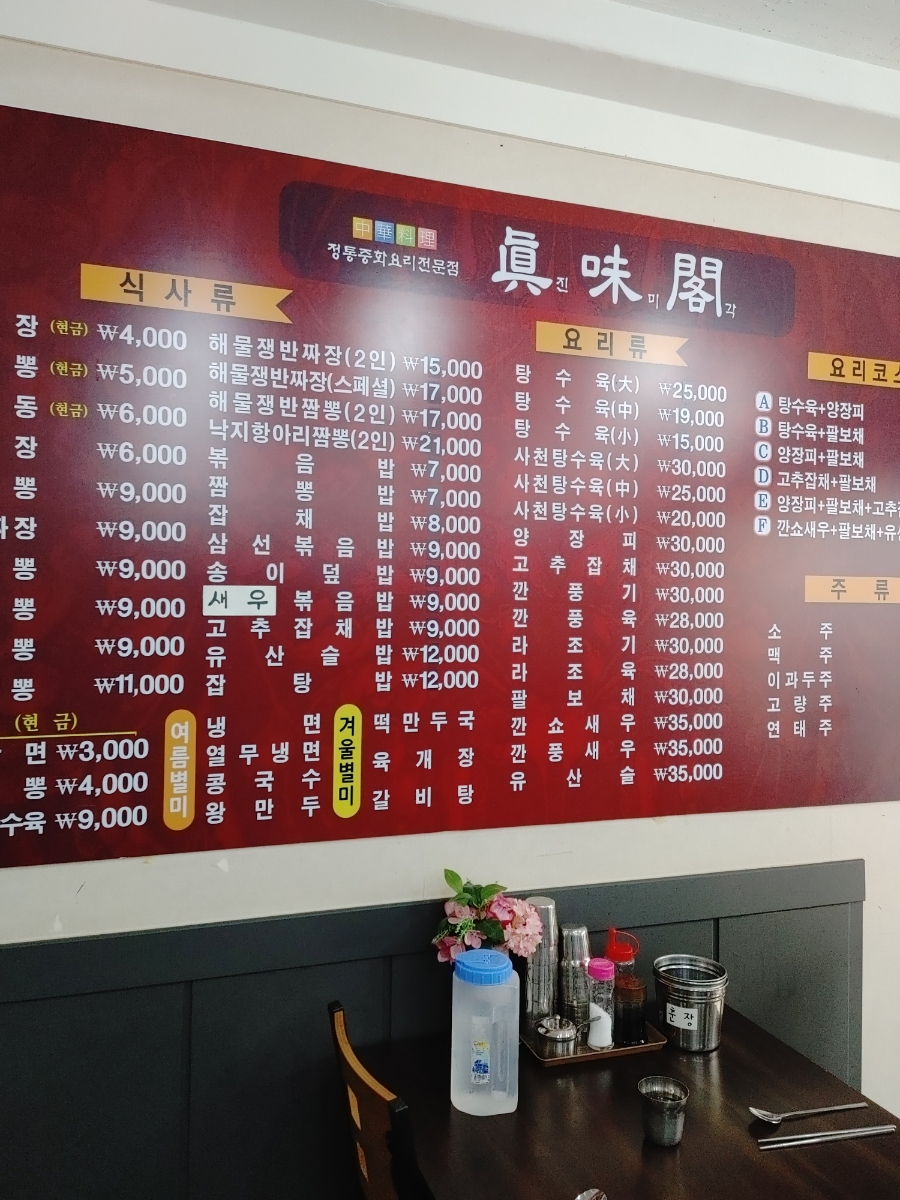 中華料理
정통중화요리전문점
眞진 味미 閣각
식사류
장 (현금) ₩4,000
뽕 (현금) ₩5,000
동 (현금) ₩6,000
장 ₩6,000
뽕 ₩9,000
짜장 ₩9,000
뽕 ₩9,000
뽕 ₩9,000
뽕 ₩9,000
뽕 ₩11,000
(현 금)
면 ₩3,000
뽕 ₩4,000
수육 ₩9,000
해물쟁반짜장(2인) ₩15,000
해물쟁반짜장(스페셜) ₩17,000
해물쟁반짬뽕(2인) ₩17,000
낙지항아리짬뽕(2인) ₩21,000
볶음밥 ₩7,000
짬뽕밥 ₩7,000
잡채밥 ₩8,000
삼선볶음밥 ₩9,000
송이덮밥 ₩9,000
새우볶음밥 ₩9,000
고추잡채밥 ₩9,000
유산슬밥 ₩12,000
잡탕밥 ₩12,000
여름별미
냉면
열무냉면
콩국수
왕만두
겨울별미
떡만두국
육개장
갈비탕
요리류
탕수육(大) ₩25,000
탕수육(中) ₩19,000
탕수육(小) ₩15,000
사천탕수육(大) ₩30,000
사천탕수육(中) ₩25,000
사천탕수육(小) ₩20,000
양장피 ₩30,000
고추잡채 ₩30,000
깐풍기 ₩30,000
깐풍육 ₩28,000
라조기 ₩30,000
라조육 ₩28,000
팔보채 ₩30,000
깐쇼새우 ₩35,000
깐풍새우 ₩35,000
유산슬 ₩35,000
요리코스
A 탕수육+양장피
B 탕수육+팔보채
C 양장피+팔보채
D 고추잡채+팔보채
E 양장피+팔보채+고추잡
F 깐쇼새우+팔보채+유산
주류
소주
맥주
이과두주
고량주
연태주
춘장